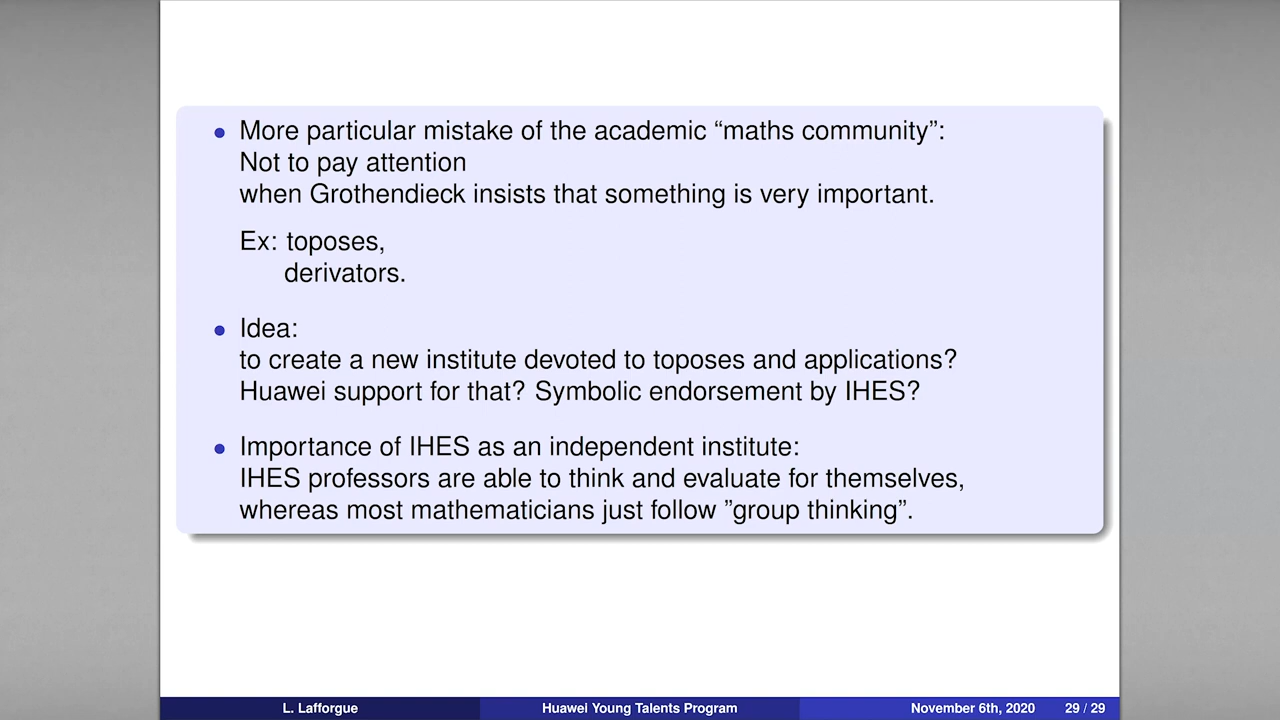 • More particular mistake of the academic “maths community”:
Not to pay attention
when Grothendieck insists that something is very important.
Ex: toposes,
derivators.
• Idea:
to create a new institute devoted to toposes and applications?
Huawei support for that? Symbolic endorsement by IHES?
• Importance of IHES as an independent institute:
IHES professors are able to think and evaluate for themselves,
whereas most mathematicians just follow ”group thinking”.
L. Lafforgue Huawei Young Talents Program November 6th, 2020 29 / 29